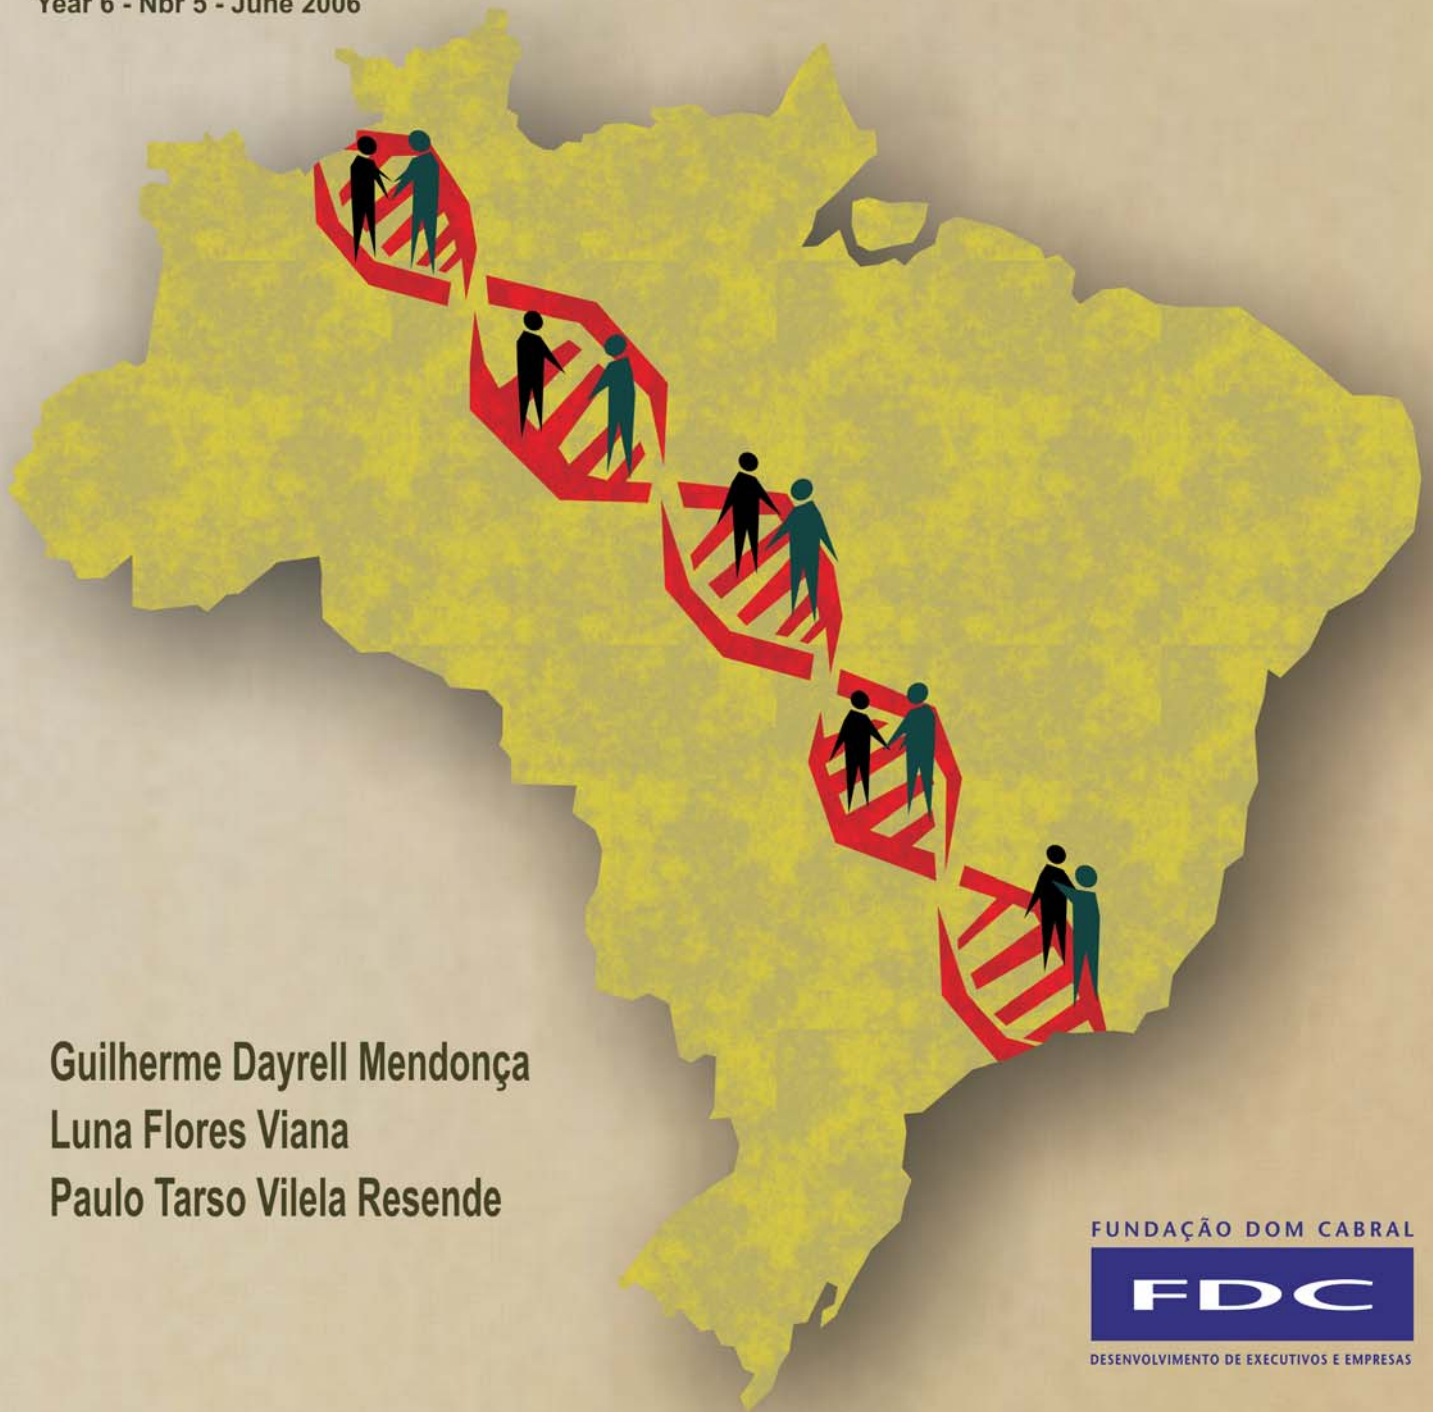 Year 6 - Nbr 5 - June 2006
Guilherme Dayrell Mendonça
Luna Flores Viana
Paulo Tarso Vilela Resende
FUNDAÇÃO DOM CABRAL
FDC
DESENVOLVIMENTO DE EXECUTIVOS E EMPRESAS